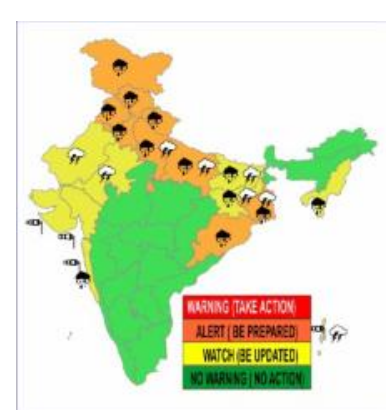 WARNING (TAKE ACTION)
ALERT ( BE PREPARED)
WATCH (BE UPDATED)
NO WARNING ( NO ACTION)